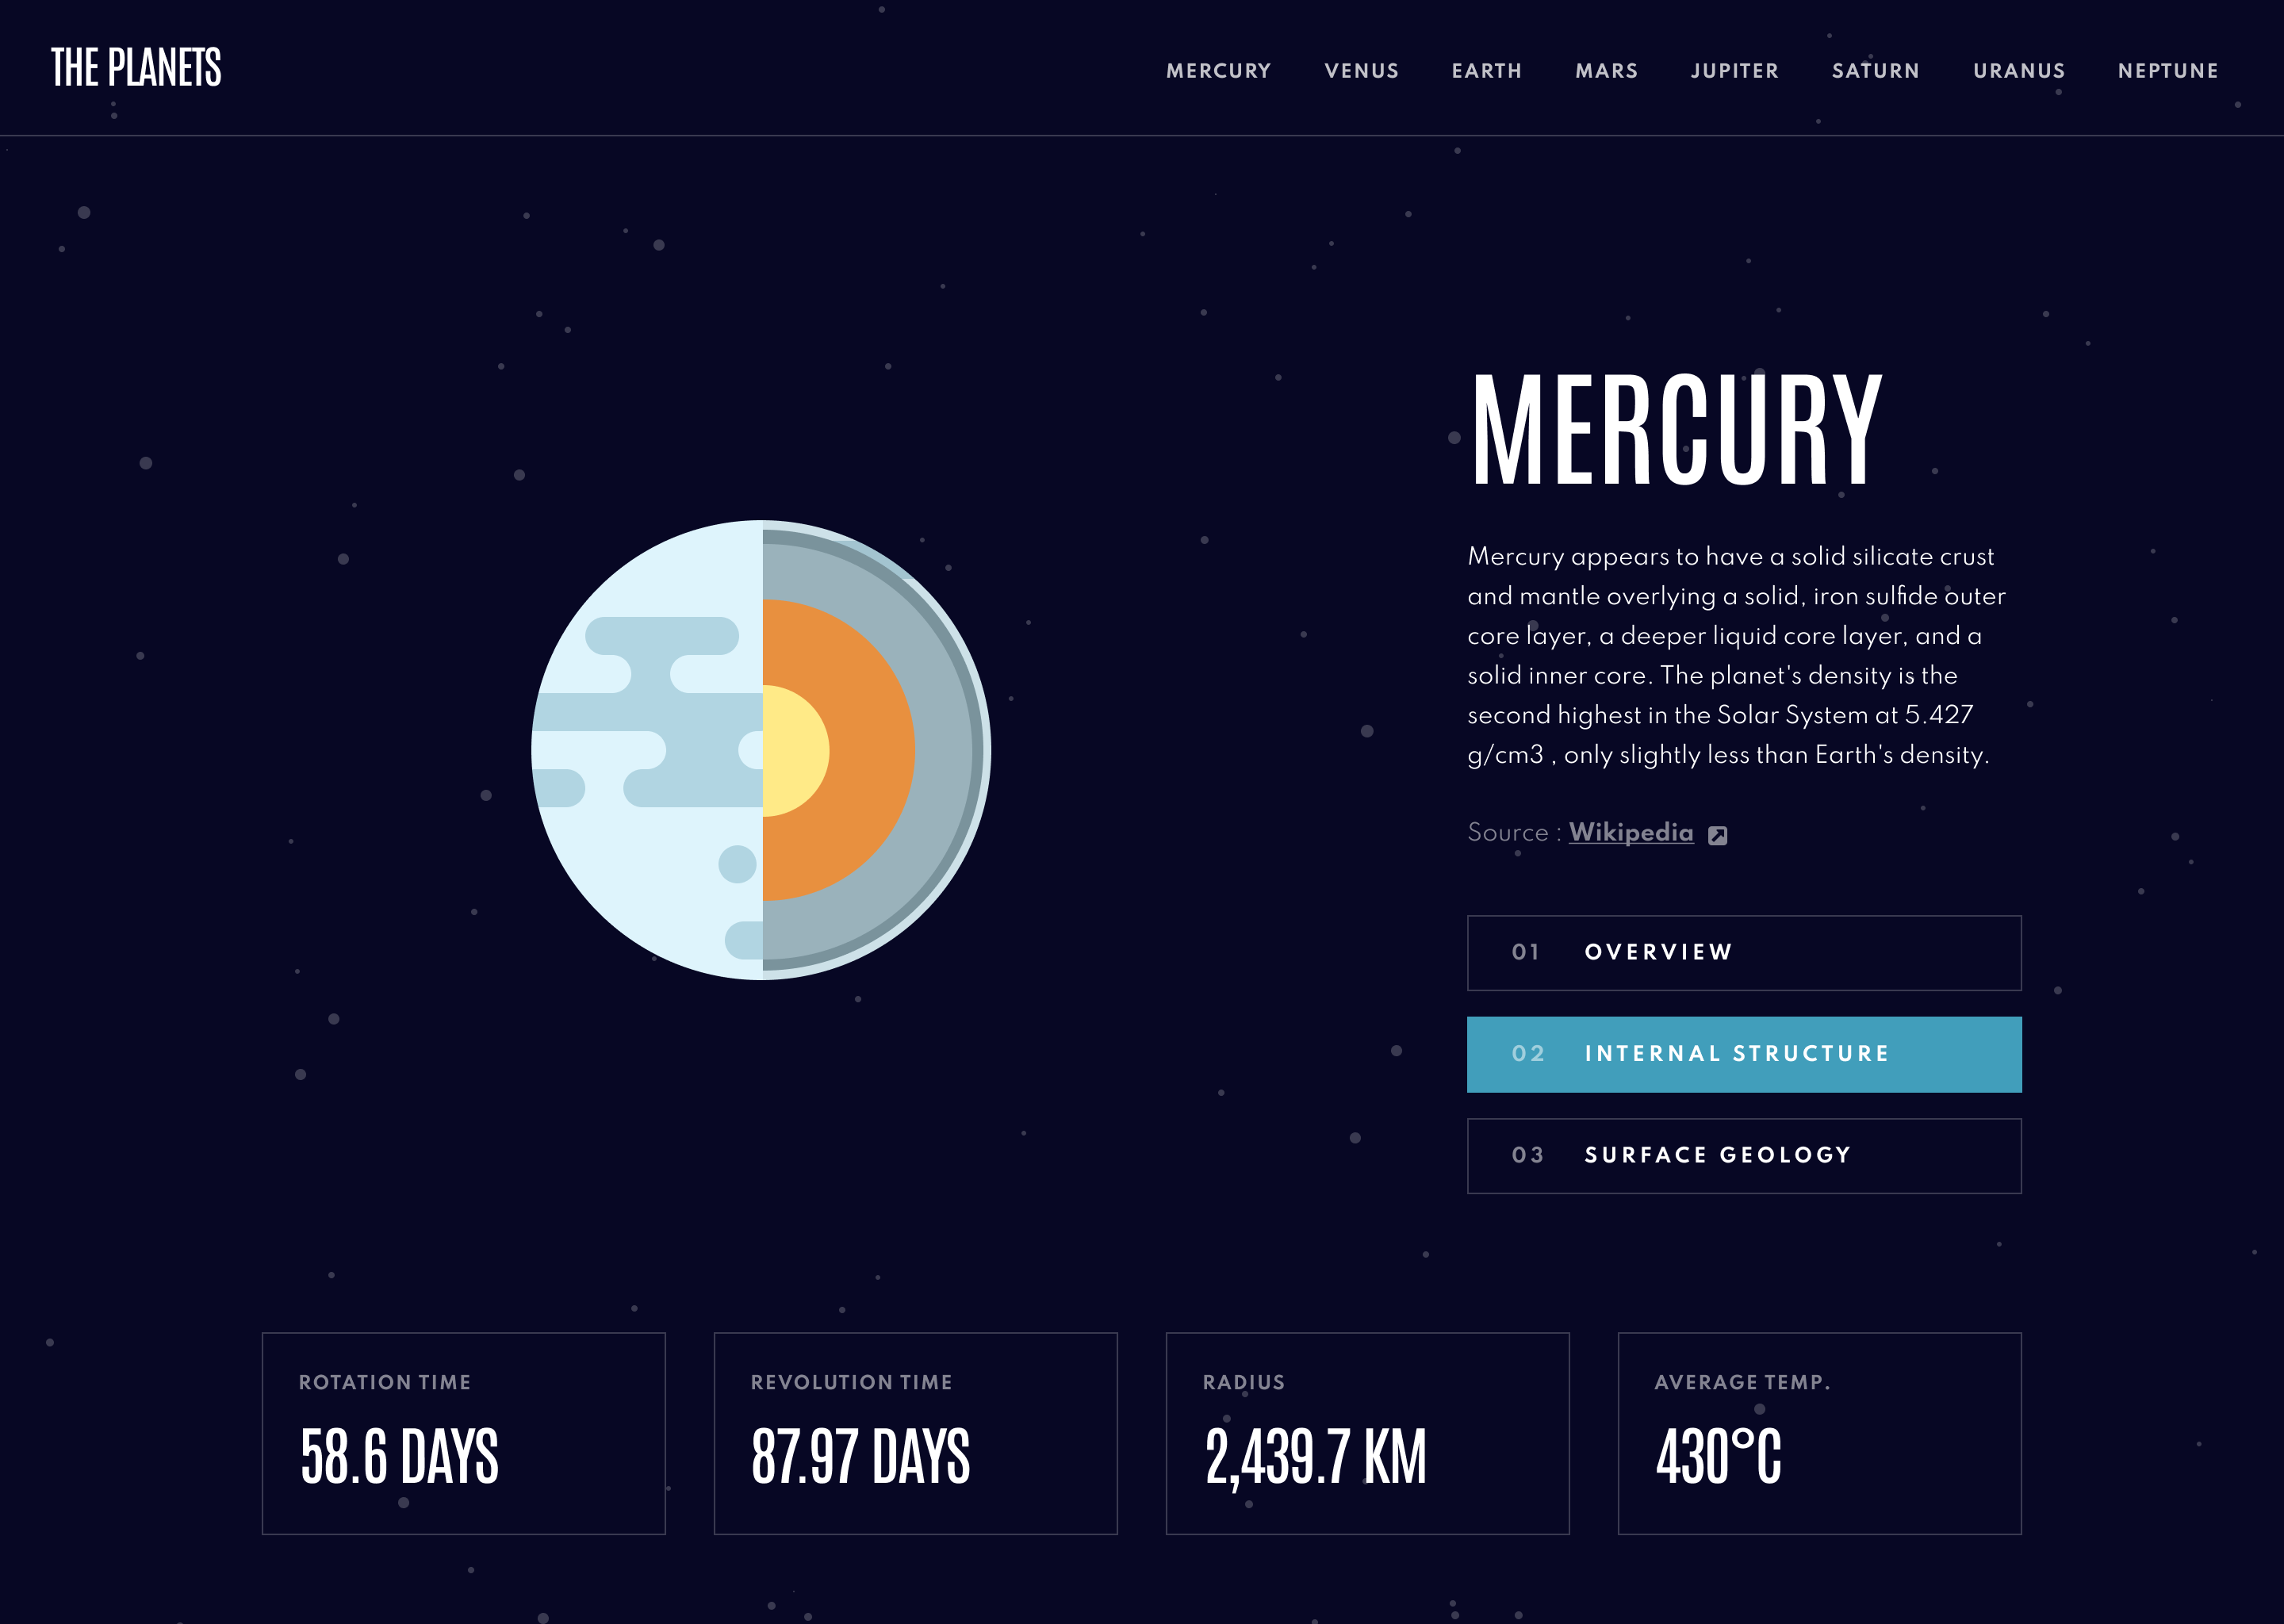 THE PLANETS
MERCURY VENUS EARTH MARS JUPITER SATURN URANUS NEPTUNE
MERCURY
Mercury appears to have a solid silicate crust
and mantle overlying a solid, iron sulfide outer
core layer, a deeper liquid core layer, and a
solid inner core. The planet's density is the
second highest in the Solar System at 5.427
g/cm3 , only slightly less than Earth's density.
Source : Wikipedia
01 OVERVIEW
02 INTERNAL STRUCTURE
03 SURFACE GEOLOGY
ROTATION TIME
58.6 DAYS
REVOLUTION TIME
87.97 DAYS
RADIUS
2,439.7 KM
AVERAGE TEMP.
430°C